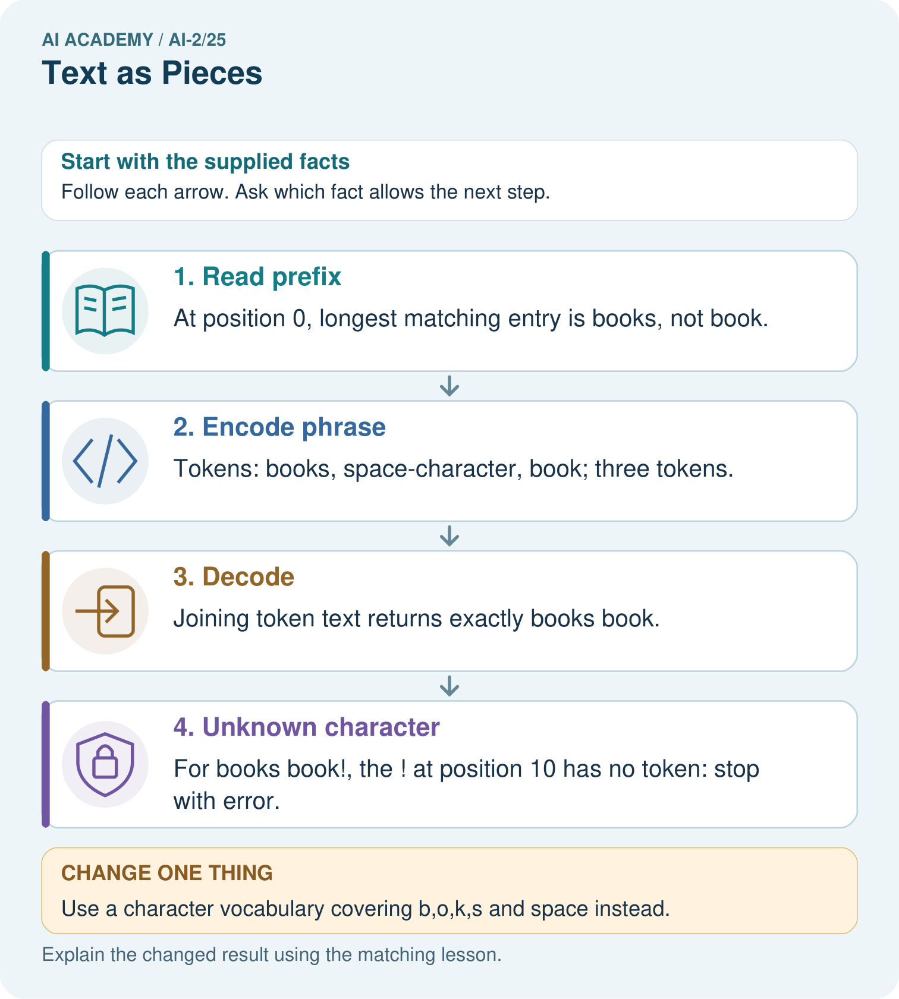 AI ACADEMY / AI-2/25
Text as Pieces
Start with the supplied facts
Follow each arrow. Ask which fact allows the next step.
1. Read prefix
At position 0, longest matching entry is books, not book.
2. Encode phrase
Tokens: books, space-character, book; three tokens.
3. Decode
Joining token text returns exactly books book.
4. Unknown character
For books book!, the ! at position 10 has no token: stop
with error.
CHANGE ONE THING
Use a character vocabulary covering b,o,k,s and space instead.
Explain the changed result using the matching lesson.